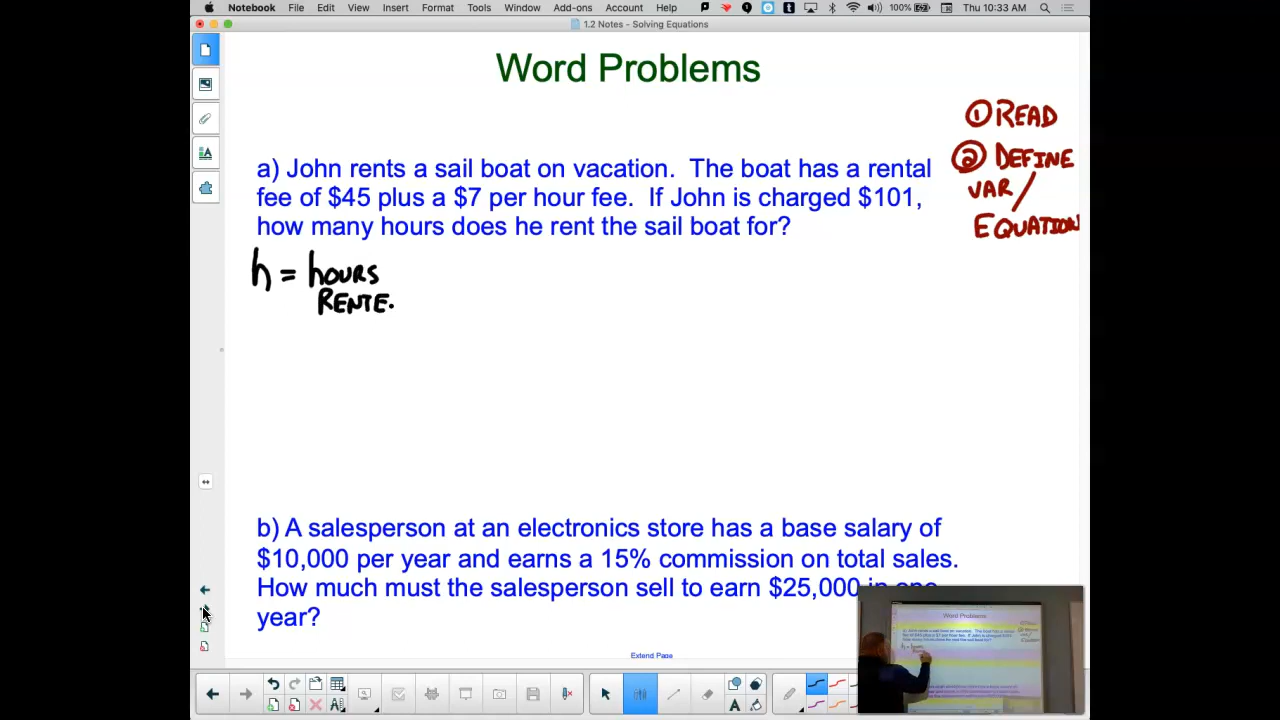 Notebook File Edit View Insert Format Tools Window Add-ons Account Help 100% Thu 10:33 AM
1.2 Notes - Solving Equations
Word Problems
① READ
② DEFINE
VAR/
EQUATION
a) John rents a sail boat on vacation. The boat has a rental
fee of $45 plus a $7 per hour fee. If John is charged $101,
how many hours does he rent the sail boat for?
h = hours
RENTE.
b) A salesperson at an electronics store has a base salary of
$10,000 per year and earns a 15% commission on total sales.
How much must the salesperson sell to earn $25,000 in one
year?
Extend Page
Word Problems